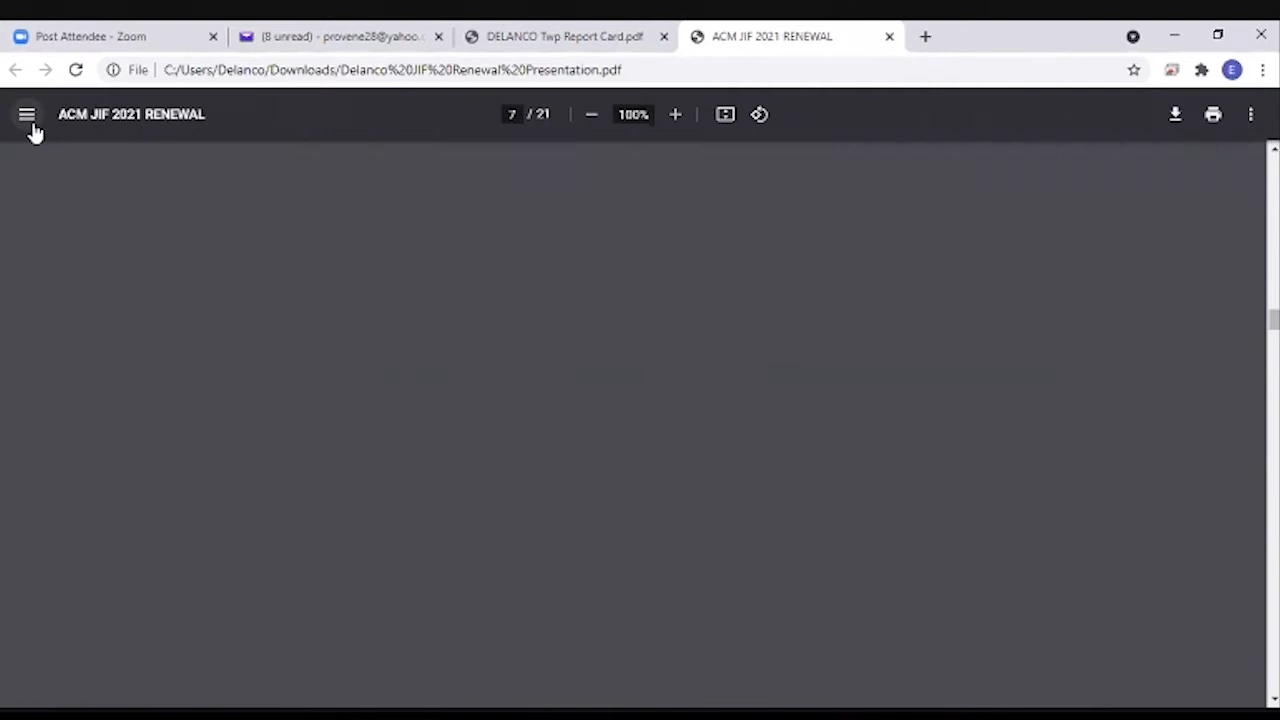 Post Attendee - Zoom
(8 unread) - provene28@yahoo.c
DELANCO Twp Report Card.pdf
ACM JIF 2021 RENEWAL
File
C:/Users/Delanco/Downloads/Delanco%20JIF%20Renewal%20Presentation.pdf
E
ACM JIF 2021 RENEWAL
7 / 21
100%